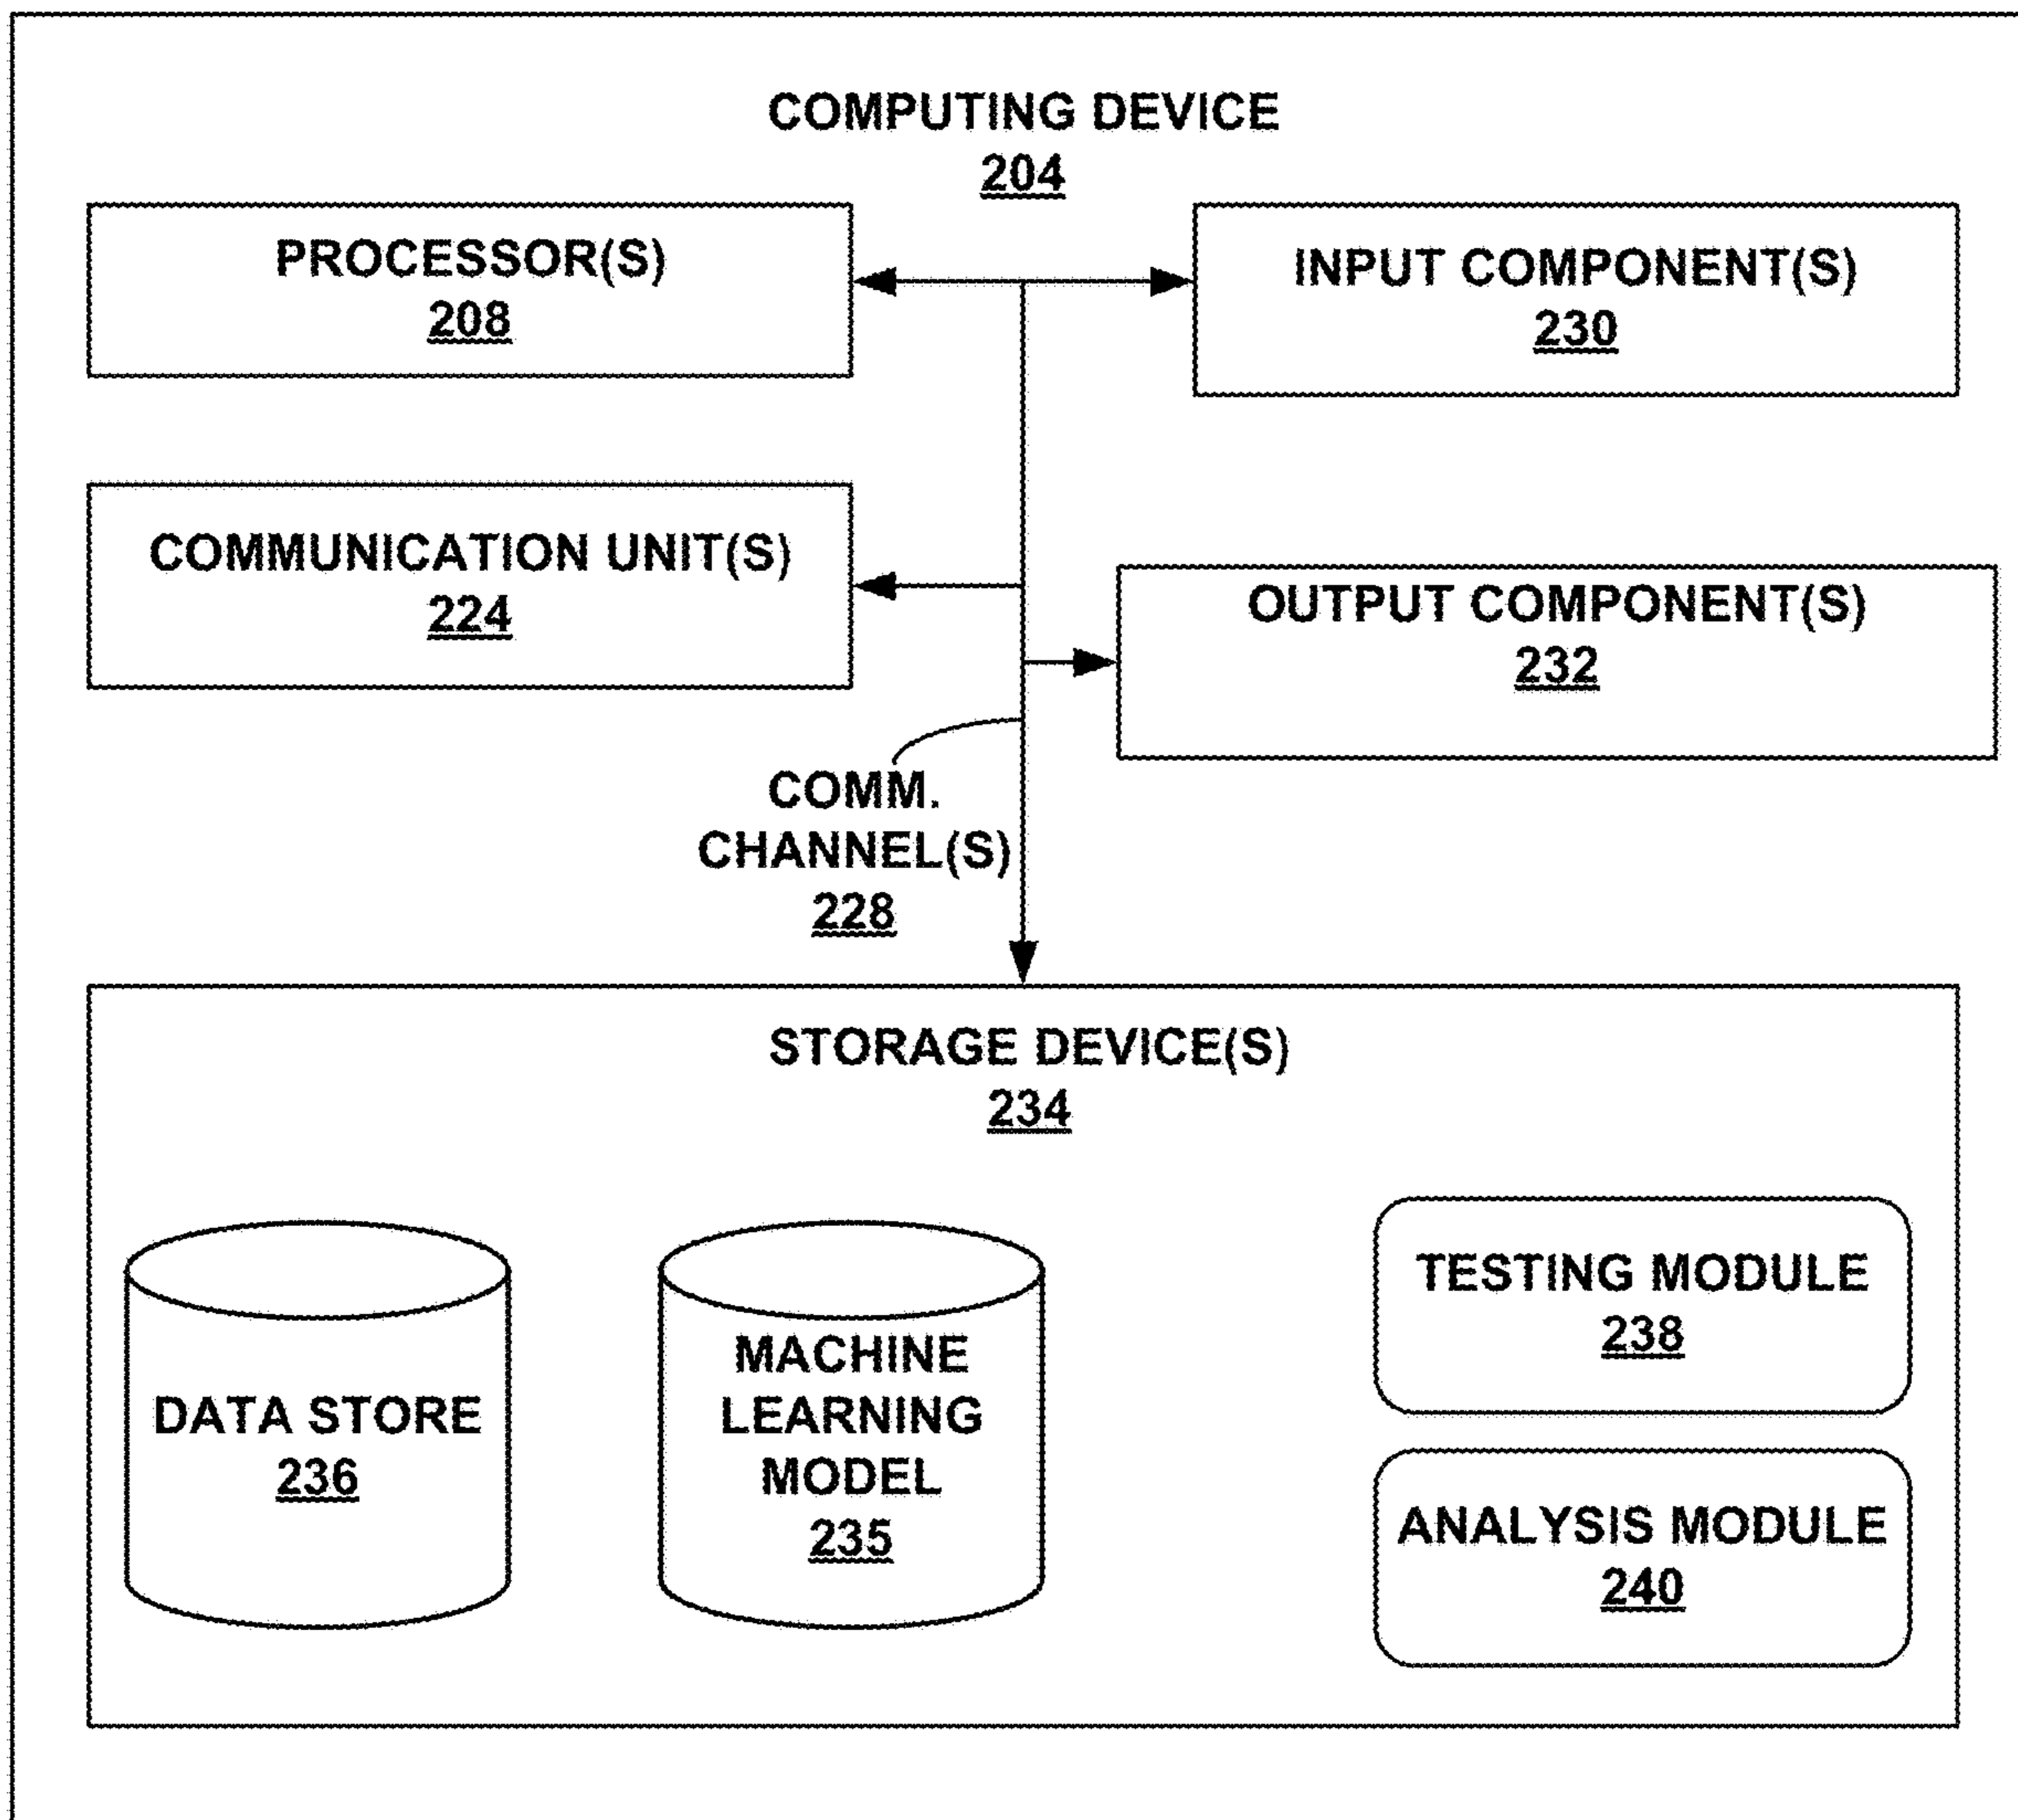 COMPUTING DEVICE
204
PROCESSOR(S)
208
INPUT COMPONENT(S)
230
COMMUNICATION UNIT(S)
224
OUTPUT COMPONENT(S)
232
COMM.
CHANNEL(S)
228
STORAGE DEVICE(S)
234
DATA STORE
236
MACHINE
LEARNING
MODEL
235
TESTING MODULE
238
ANALYSIS MODULE
240